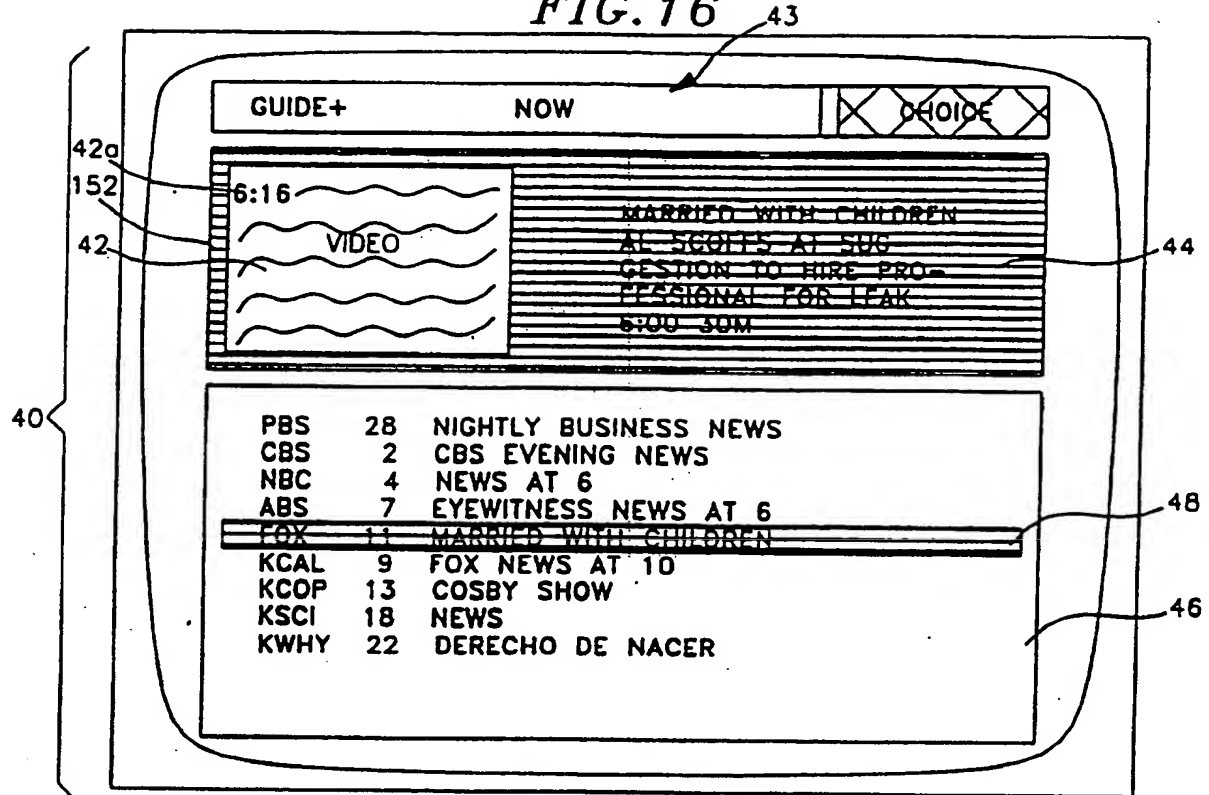 FIG. 16
43
GUIDE+ NOW CHOICE
42a
152
42
6:16
VIDEO
MARRIED WITH CHILDREN
AL SCOFFS AT SUG
GESTION TO HIRE PRO-
FESSIONAL FOR LEAK
6:00 30M
44
40
PBS 28 NIGHTLY BUSINESS NEWS
CBS 2 CBS EVENING NEWS
NBC 4 NEWS AT 6
ABS 7 EYEWITNESS NEWS AT 6
FOX 11 MARRIED WITH CHILDREN
48
KCAL 9 FOX NEWS AT 10
KCOP 13 COSBY SHOW
KSCI 18 NEWS
KWHY 22 DERECHO DE NACER
46